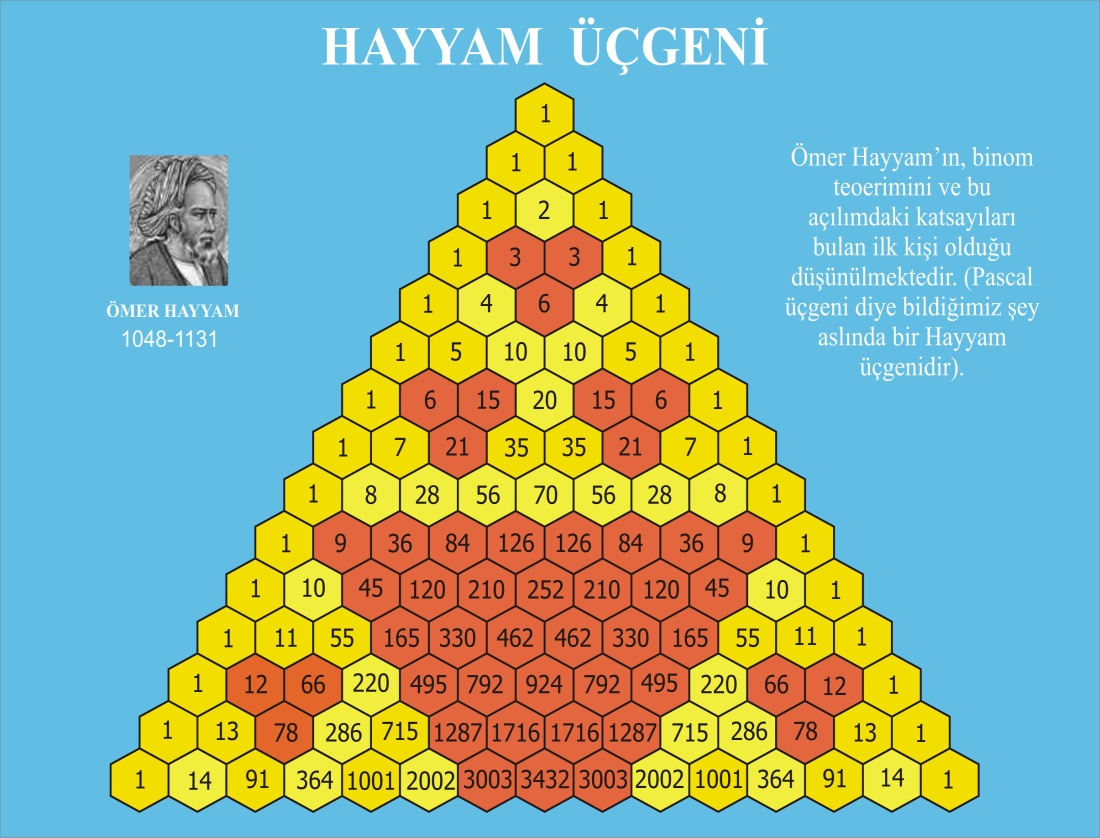 HAYYAM ÜÇGENİ
1
1 1
1 2 1
1 3 3 1
1 4 6 4 1
1 5 10 10 5 1
1 6 15 20 15 6 1
1 7 21 35 35 21 7 1
1 8 28 56 70 56 28 8 1
1 9 36 84 126 126 84 36 9 1
1 10 45 120 210 252 210 120 45 10 1
1 11 55 165 330 462 462 330 165 55 11 1
1 12 66 220 495 792 924 792 495 220 66 12 1
1 13 78 286 715 1287 1716 1716 1287 715 286 78 13 1
1 14 91 364 1001 2002 3003 3432 3003 2002 1001 364 91 14 1
ÖMER HAYYAM
1048-1131
Ömer Hayyam’ın, binom
teoerimini ve bu
açılımdaki katsayıları
bulan ilk kişi olduğu
düşünülmektedir. (Pascal
üçgeni diye bildiğimiz şey
aslında bir Hayyam
üçgenidir).